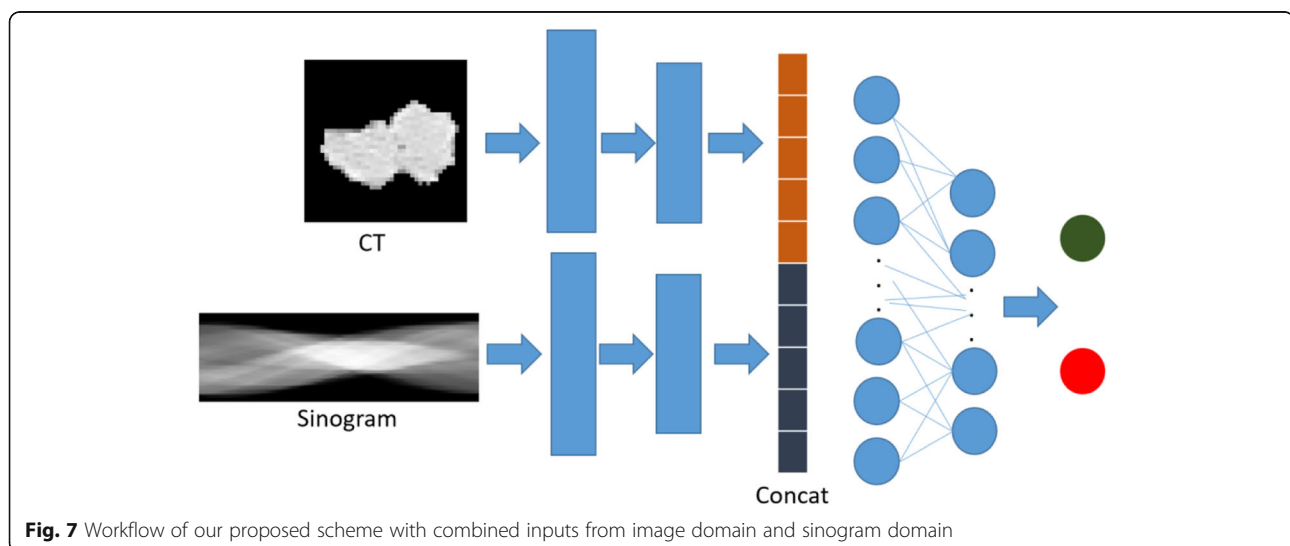 CT
Sinogram
Concat
Fig. 7 Workflow of our proposed scheme with combined inputs from image domain and sinogram domain